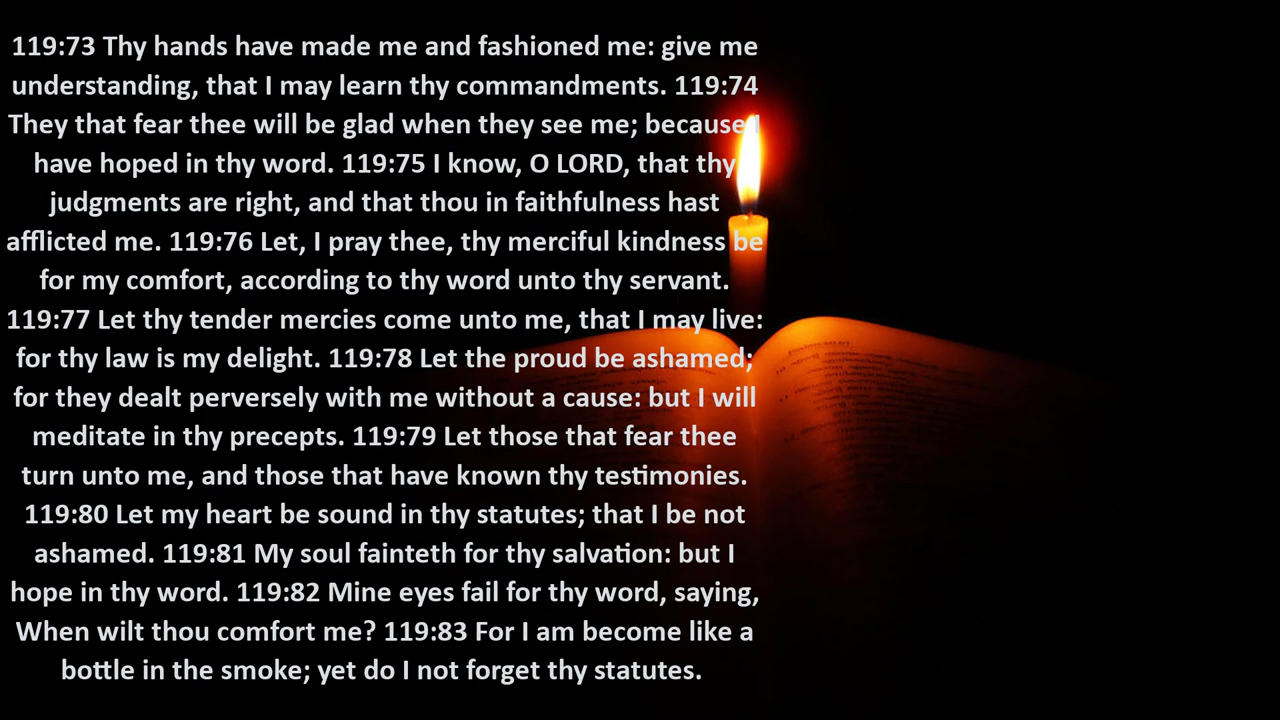 119:73 Thy hands have made me and fashioned me: give me
understanding, that I may learn thy commandments. 119:74
They that fear thee will be glad when they see me; because I
have hoped in thy word. 119:75 I know, O LORD, that thy
judgments are right, and that thou in faithfulness hast
afflicted me. 119:76 Let, I pray thee, thy merciful kindness be
for my comfort, according to thy word unto thy servant.
119:77 Let thy tender mercies come unto me, that I may live:
for thy law is my delight. 119:78 Let the proud be ashamed;
for they dealt perversely with me without a cause: but I will
meditate in thy precepts. 119:79 Let those that fear thee
turn unto me, and those that have known thy testimonies.
119:80 Let my heart be sound in thy statutes; that I be not
ashamed. 119:81 My soul fainteth for thy salvation: but I
hope in thy word. 119:82 Mine eyes fail for thy word, saying,
When wilt thou comfort me? 119:83 For I am become like a
bottle in the smoke; yet do I not forget thy statutes.